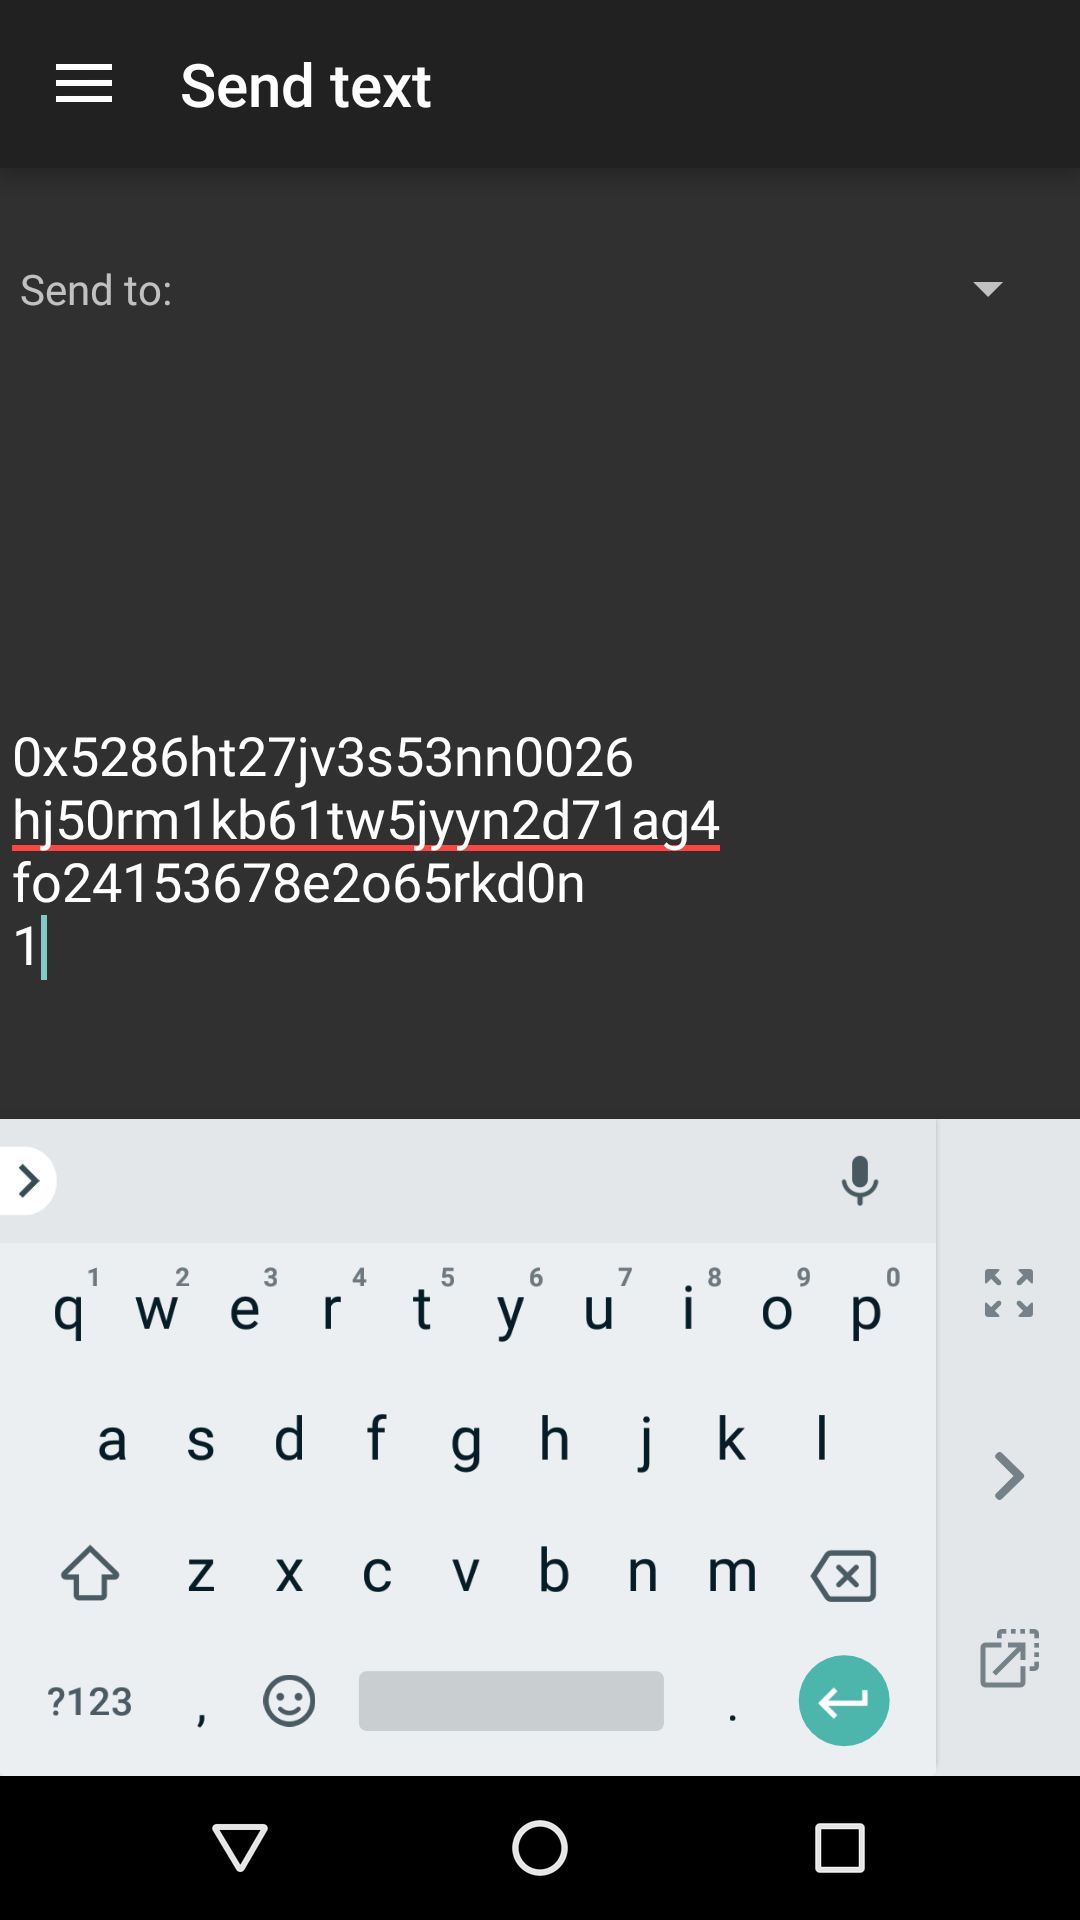 Send text
Send to:
0x5286ht27jv3s53nn0026
hj50rm1kb61tw5jyyn2d71ag4
fo24153678e2o65rkd0n
1
1 2 3 4 5 6 7 8 9 0
q w e r t y u i o p
a s d f g h j k l
z x c v b n m
?123 , .